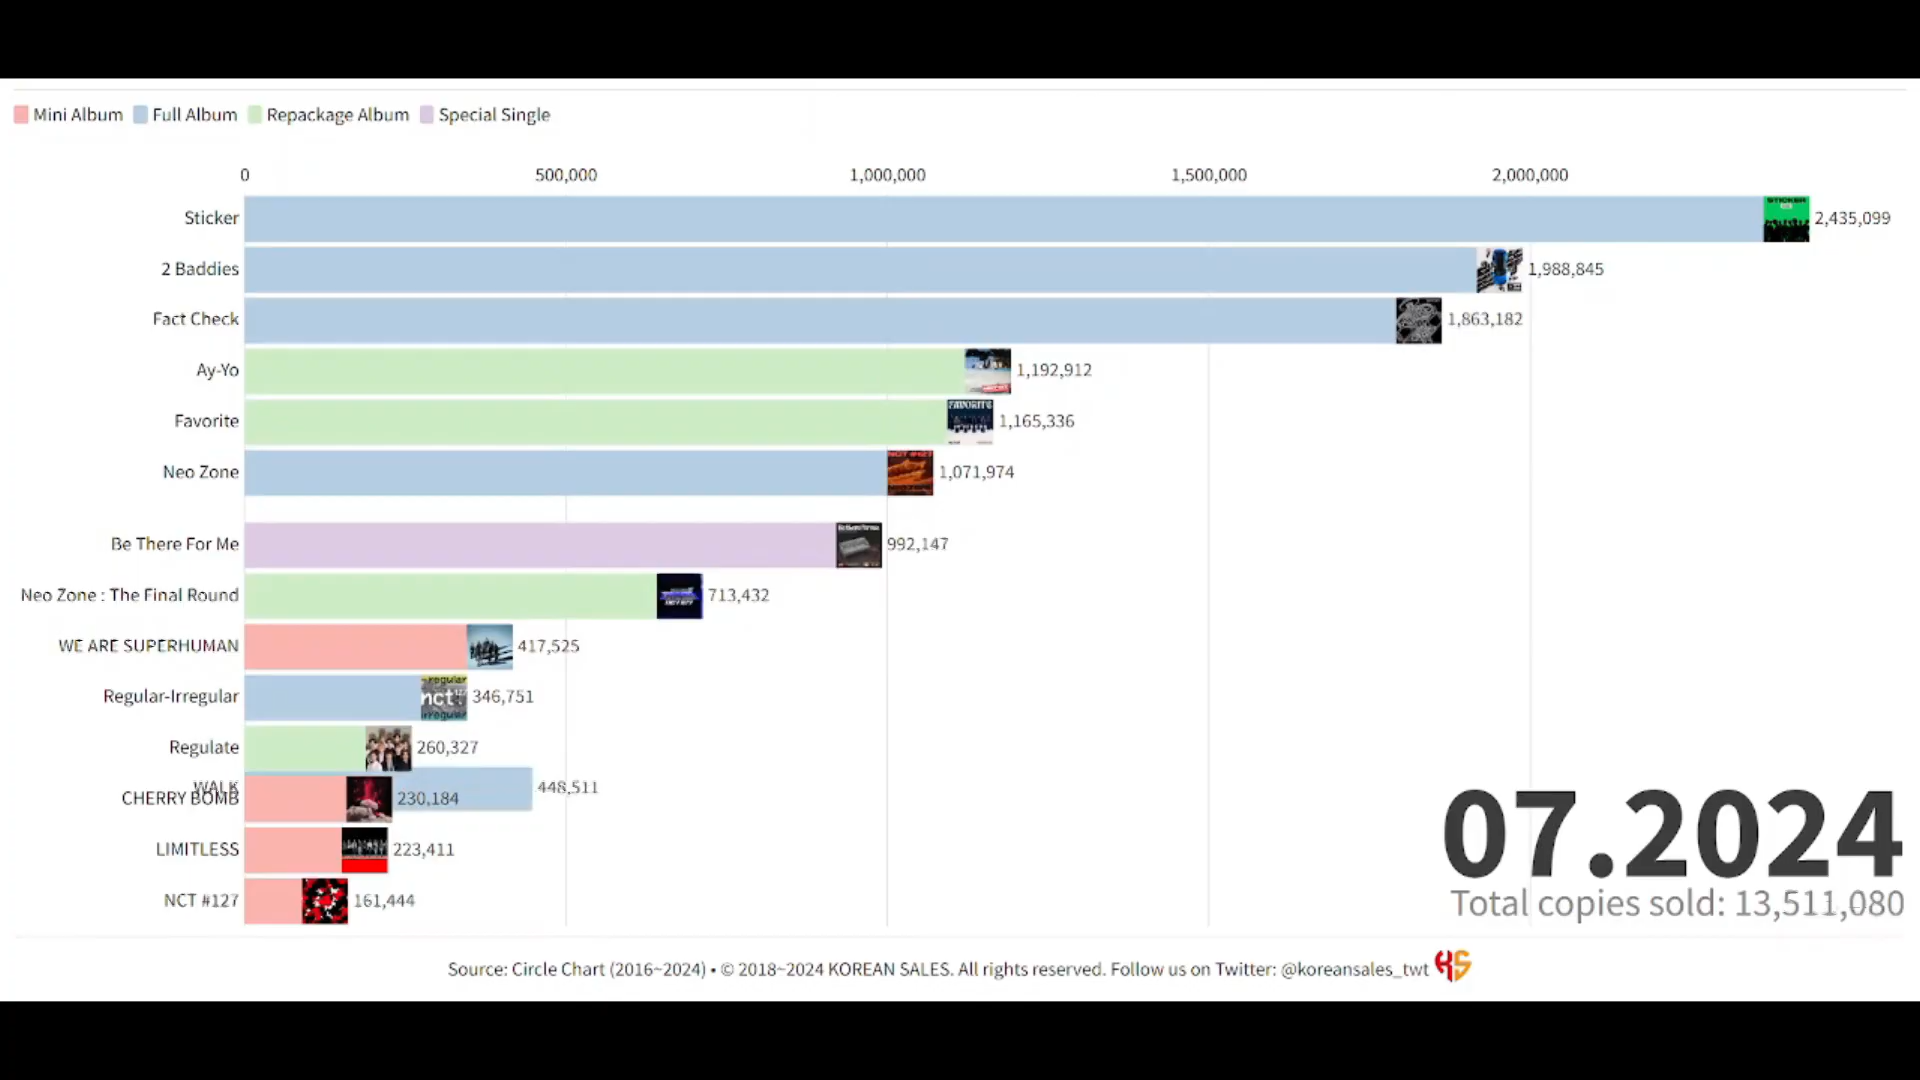 Mini Album Full Album Repackage Album Special Single
0 500,000 1,000,000 1,500,000 2,000,000
Sticker 2,435,099
2 Baddies 1,988,845
Fact Check 1,863,182
Ay-Yo 1,192,912
Favorite 1,165,336
Neo Zone 1,071,974
Be There For Me 992,147
Neo Zone : The Final Round 713,432
WE ARE SUPERHUMAN 417,525
Regular-Irregular 346,751
Regulate 260,327
WALK 448,511
CHERRY BOMB 230,184
LIMITLESS 223,411
NCT #127 161,444
07.2024
Total copies sold: 13,511,080
Source: Circle Chart (2016~2024) • © 2018~2024 KOREAN SALES. All rights reserved. Follow us on Twitter: @koreansales_twt KS